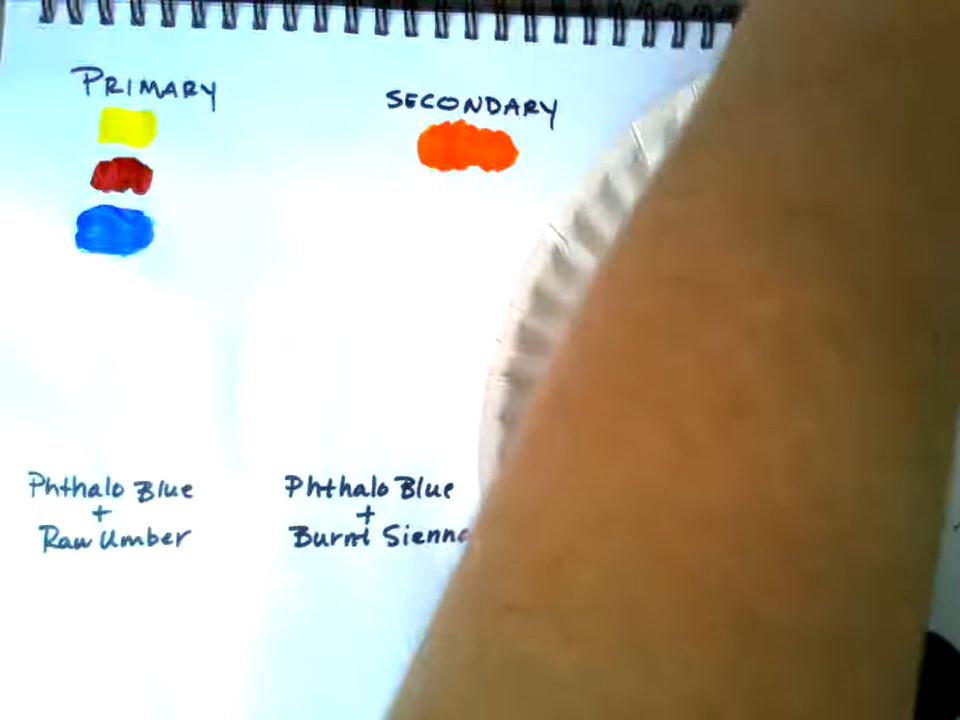 PRIMARY
SECONDARY
Phthalo Blue
+
Raw Umber
Phthalo Blue
+
Burnt Sienna